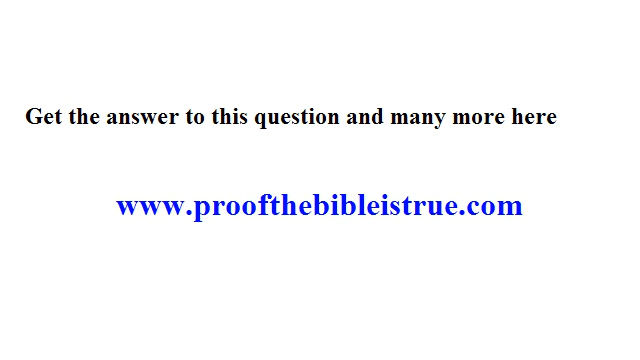 Get the answer to this question and many more here
www.proofthebibleistrue.com